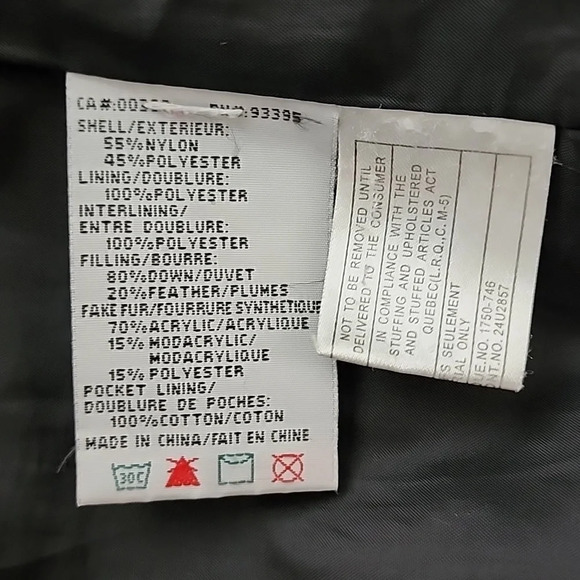 CA#:00
RN#:93395
SHELL/EXTERIEUR:
55%NYLON
45%POLYESTER
LINING/DOUBLURE:
100%POLYESTER
INTERLINING/
ENTRE DOUBLURE:
100%POLYESTER
FILLING/BOURRE:
80%DOWN/DUVET
20%FEATHER/PLUMES
FAKE FUR/FOURRURE SYNTHETIQUE
70%ACRYLIC/ACRYLIQUE
15% MODACRYLIC/
MODACRYLIQUE
15% POLYESTER
POCKET LINING/
DOUBLURE DE POCHES:
100%COTTON/COTON
MADE IN CHINA/FAIT EN CHINE
30C
NOT TO BE REMOVED UNTIL
DELIVERED TO THE CONSUMER
IN COMPLIANCE WITH THE
STUFFING AND UPHOLSTERED
AND STUFFED ARTICLES ACT
QUEBEC(L.R.Q., C. M-5)
S SEULEMENT
ONLY
UE.NO. 1750-746
NT.NO. 24U2857